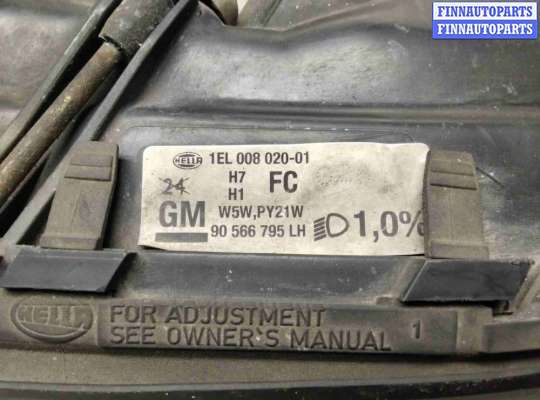 FINNAUTOPARTS
FINNAUTOPARTS
HELLA 1EL 008 020-01
H7 FC
24 H1
GM W5W,PY21W
90 566 795 LH 1,0%
HELLA FOR ADJUSTMENT
SEE OWNER'S MANUAL 1